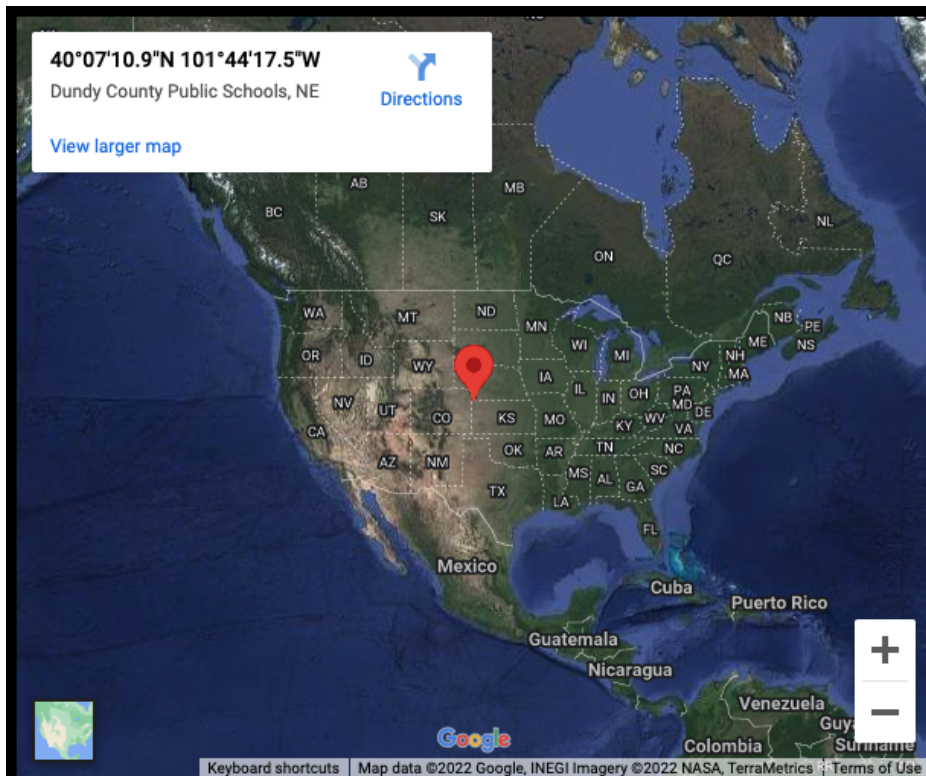 40°07'10.9"N 101°44'17.5"W
Dundy County Public Schools, NE
Directions
View larger map
AB
MB
BC
SK
NL
ON
QC
WA
MT
ND
MN
NB
PE
OR
ID
WY
WI
MI
ME
NS
NY
NH
MA
NV
UT
CO
IA
IL
IN
OH
PA
MD
DE
CA
KS
MO
KY
WV
VA
AZ
NM
OK
AR
TN
NC
SC
TX
MS
AL
GA
LA
FL
Mexico
Cuba
Puerto Rico
Guatemala
Nicaragua
Venezuela
Colombia
Suriname
Google
Keyboard shortcuts
Map data ©2022 Google, INEGI Imagery ©2022 NASA, TerraMetrics
Terms of Use